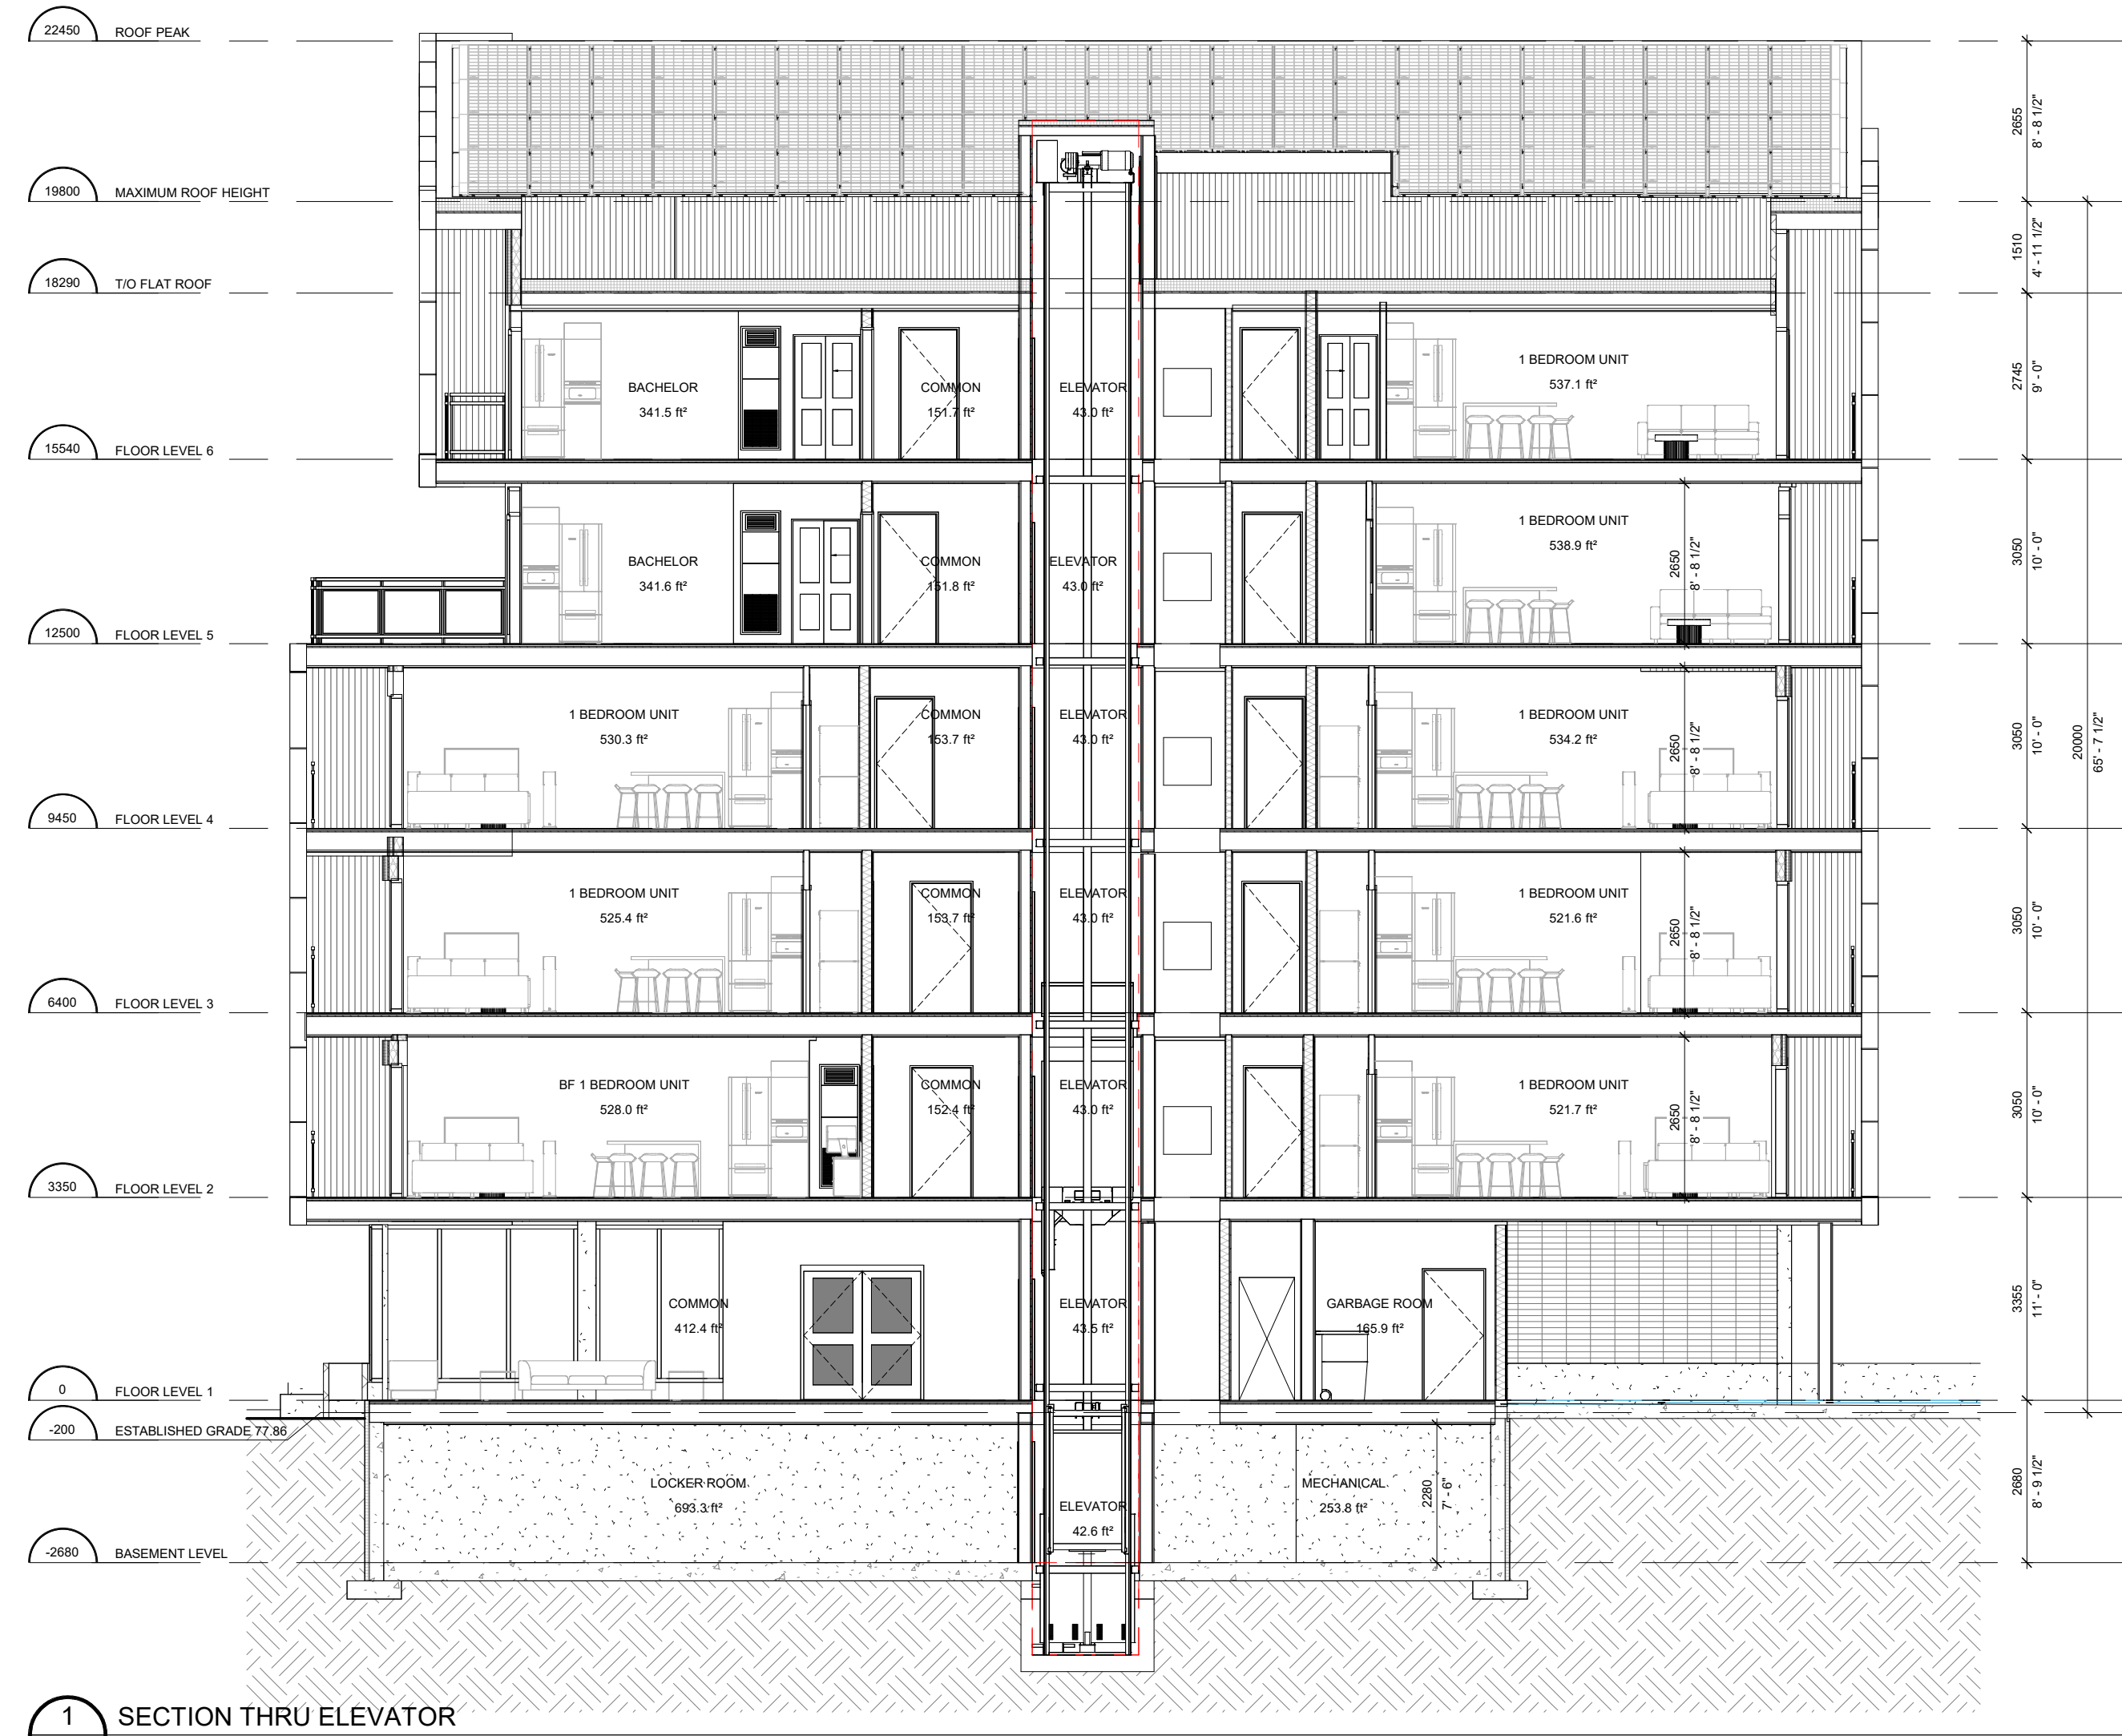 22450 ROOF PEAK
2655
8' - 8 1/2"
19800 MAXIMUM ROOF HEIGHT
1510
4' - 11 1/2"
18290 T/O FLAT ROOF
BACHELOR
341.5 ft²
COMMON
151.7 ft²
ELEVATOR
43.0 ft²
1 BEDROOM UNIT
537.1 ft²
2745
9' - 0"
15540 FLOOR LEVEL 6
BACHELOR
341.6 ft²
COMMON
151.8 ft²
ELEVATOR
43.0 ft²
1 BEDROOM UNIT
538.9 ft²
2650
8' - 8 1/2"
3050
10' - 0"
12500 FLOOR LEVEL 5
1 BEDROOM UNIT
530.3 ft²
COMMON
153.7 ft²
ELEVATOR
43.0 ft²
1 BEDROOM UNIT
534.2 ft²
2650
8' - 8 1/2"
3050
10' - 0"
20000
65' - 7 1/2"
9450 FLOOR LEVEL 4
1 BEDROOM UNIT
525.4 ft²
COMMON
153.7 ft²
ELEVATOR
43.0 ft²
1 BEDROOM UNIT
521.6 ft²
2650
8' - 8 1/2"
3050
10' - 0"
6400 FLOOR LEVEL 3
BF 1 BEDROOM UNIT
528.0 ft²
COMMON
152.4 ft²
ELEVATOR
43.0 ft²
1 BEDROOM UNIT
521.7 ft²
2650
8' - 8 1/2"
3050
10' - 0"
3350 FLOOR LEVEL 2
COMMON
412.4 ft²
ELEVATOR
43.5 ft²
GARBAGE ROOM
165.9 ft²
3355
11' - 0"
0 FLOOR LEVEL 1
-200 ESTABLISHED GRADE 77.86
LOCKER ROOM
693.3 ft²
ELEVATOR
42.6 ft²
MECHANICAL
253.8 ft²
2280
7' - 6"
2680
8' - 9 1/2"
-2680 BASEMENT LEVEL
1 SECTION THRU ELEVATOR